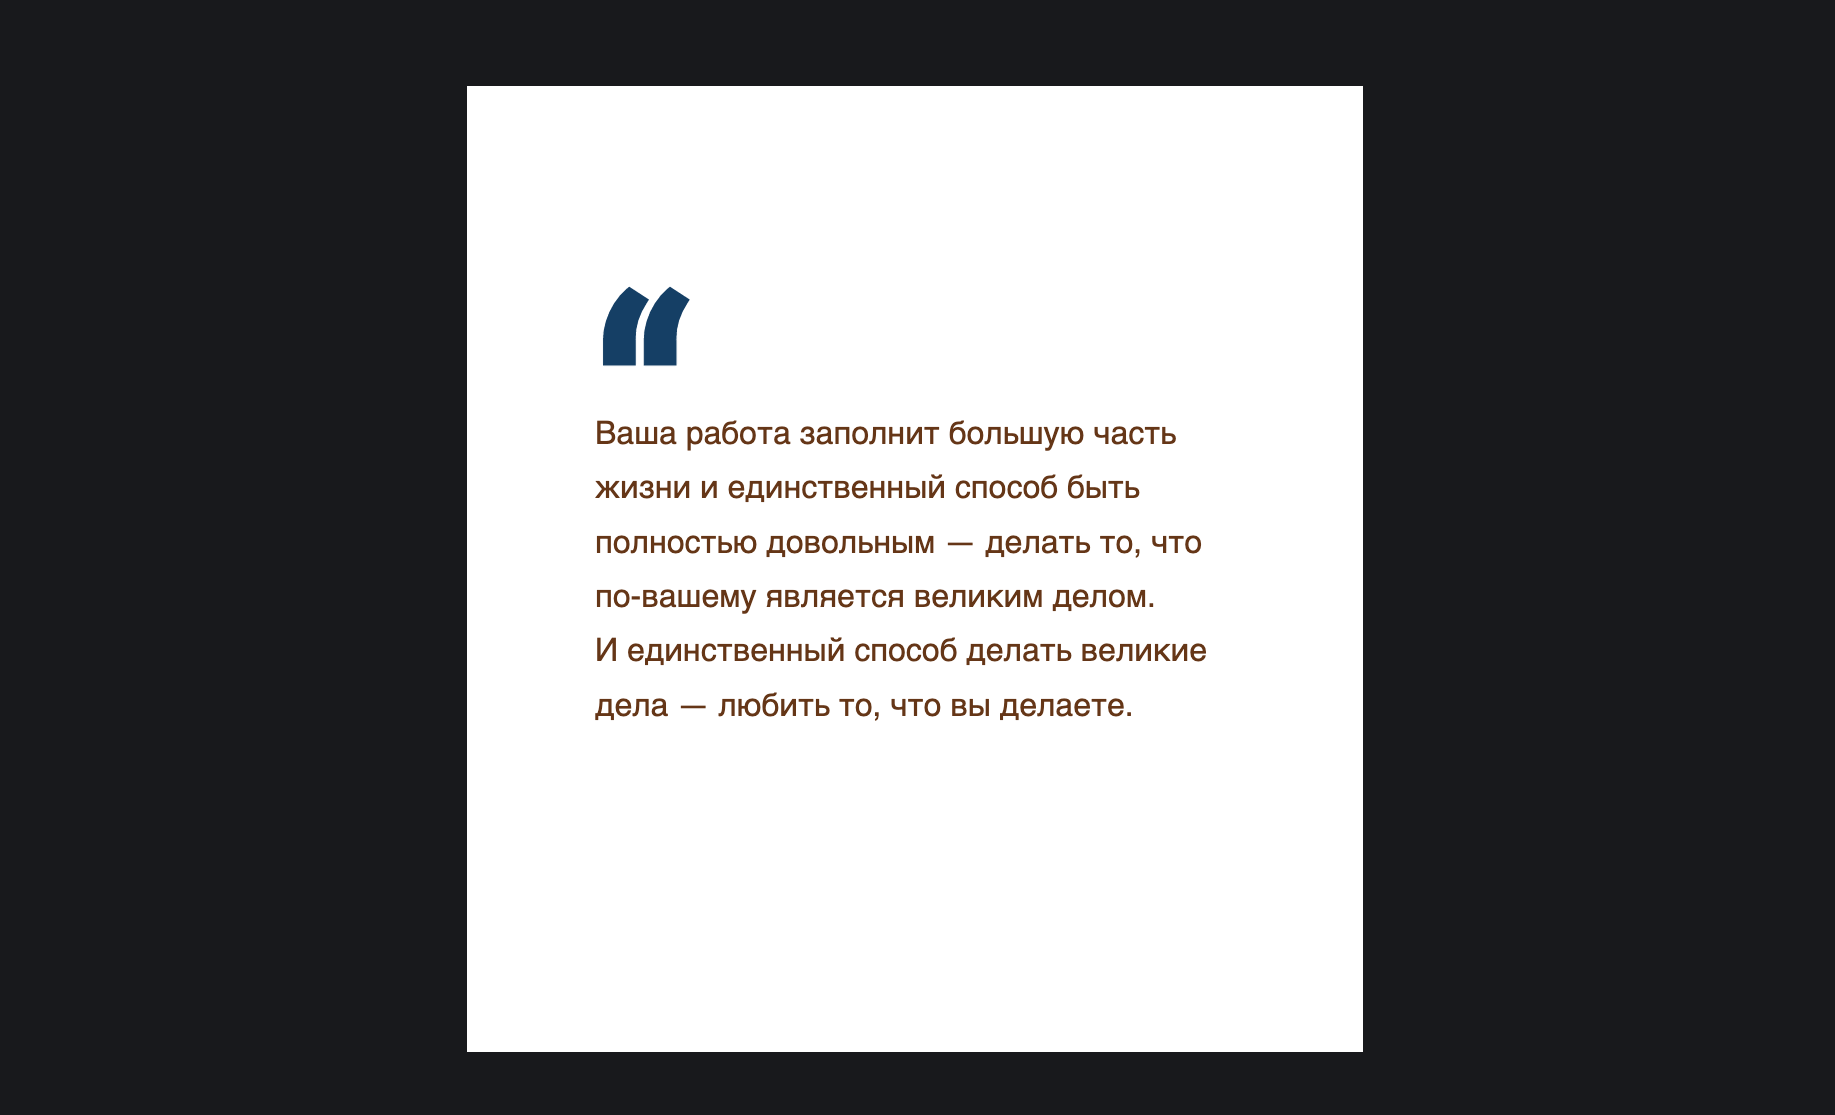 “
Ваша работа заполнит большую часть
жизни и единственный способ быть
полностью довольным — делать то, что
по-вашему является великим делом.
И единственный способ делать великие
дела — любить то, что вы делаете.